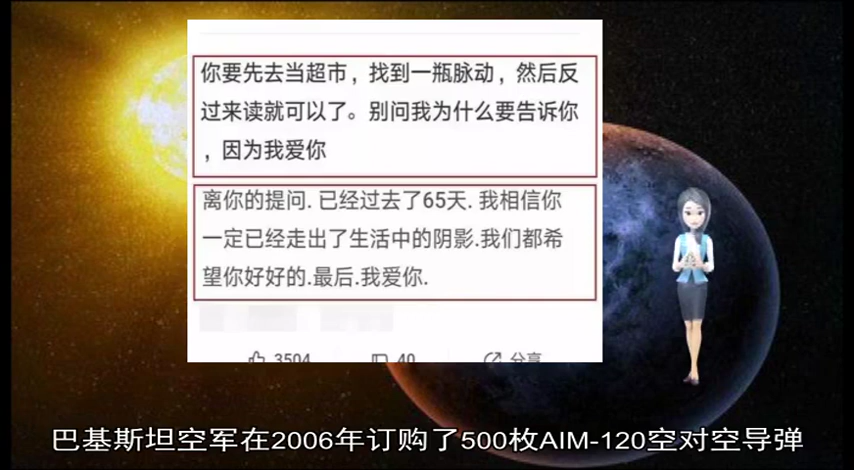 你要先去当超市，找到一瓶脉动，然后反
过来读就可以了。别问我为什么要告诉你
，因为我爱你
离你的提问.已经过去了65天.我相信你
一定已经走出了生活中的阴影.我们都希
望你好好的.最后.我爱你.
3504 40 分享
巴基斯坦空军在2006年订购了500枚AIM-120空对空导弹